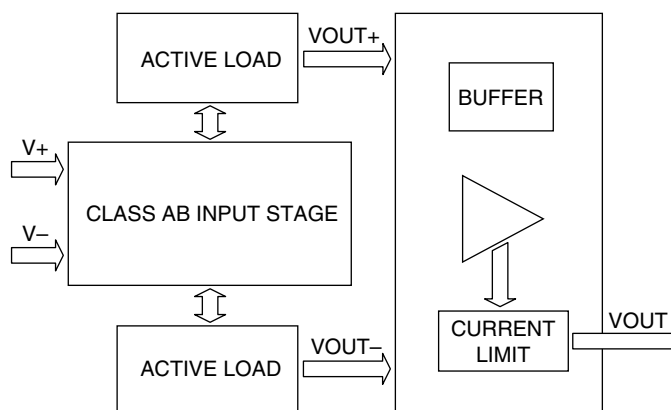 ACTIVE LOAD
VOUT+
BUFFER
V+
CLASS AB INPUT STAGE
V−
CURRENT
LIMIT
VOUT
ACTIVE LOAD
VOUT−